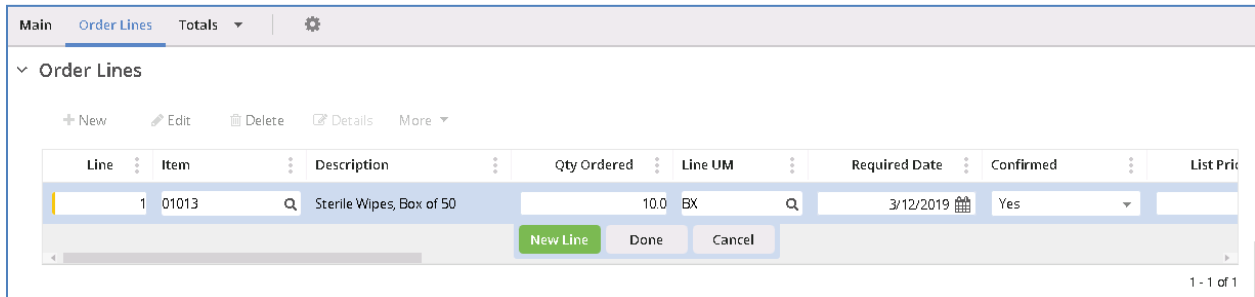 Main Order Lines Totals
Order Lines
New Edit Delete Details More
Line Item Description Qty Ordered Line UM Required Date Confirmed List Pric
1 01013 Sterile Wipes, Box of 50 10.0 BX 3/12/2019 Yes
New Line Done Cancel
1 - 1 of 1